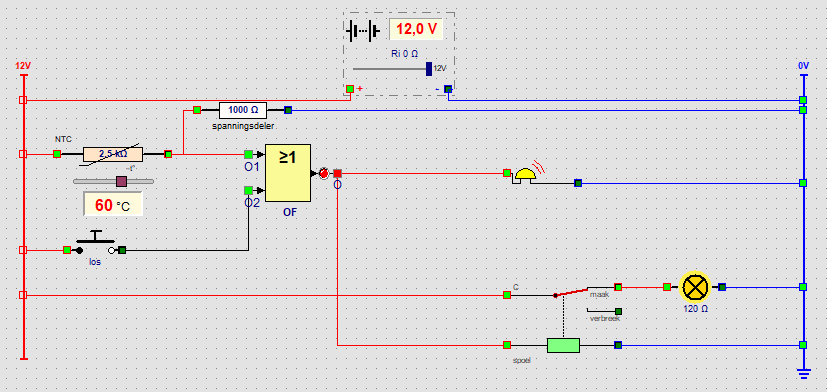 12,0 V
Ri 0 Ω
12V
+ -
12V
0V
1000 Ω
spanningsdeler
NTC
2,5 kΩ
-t°
60 °C
O1
O2
≥1
OF
O
los
C
maak
verbreek
120 Ω
spoel